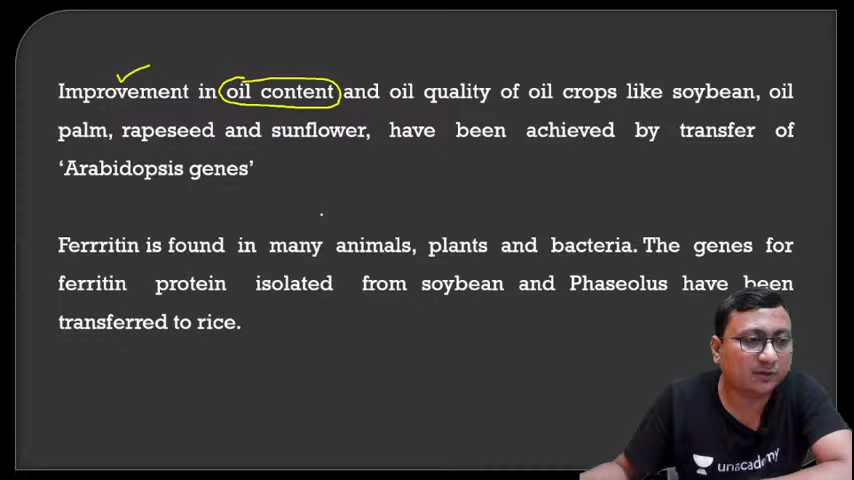 Improvement in oil content and oil quality of oil crops like soybean, oil
palm, rapeseed and sunflower, have been achieved by transfer of
‘Arabidopsis genes’
Ferrritin is found in many animals, plants and bacteria. The genes for
ferritin protein isolated from soybean and Phaseolus have been
transferred to rice.
unacademy